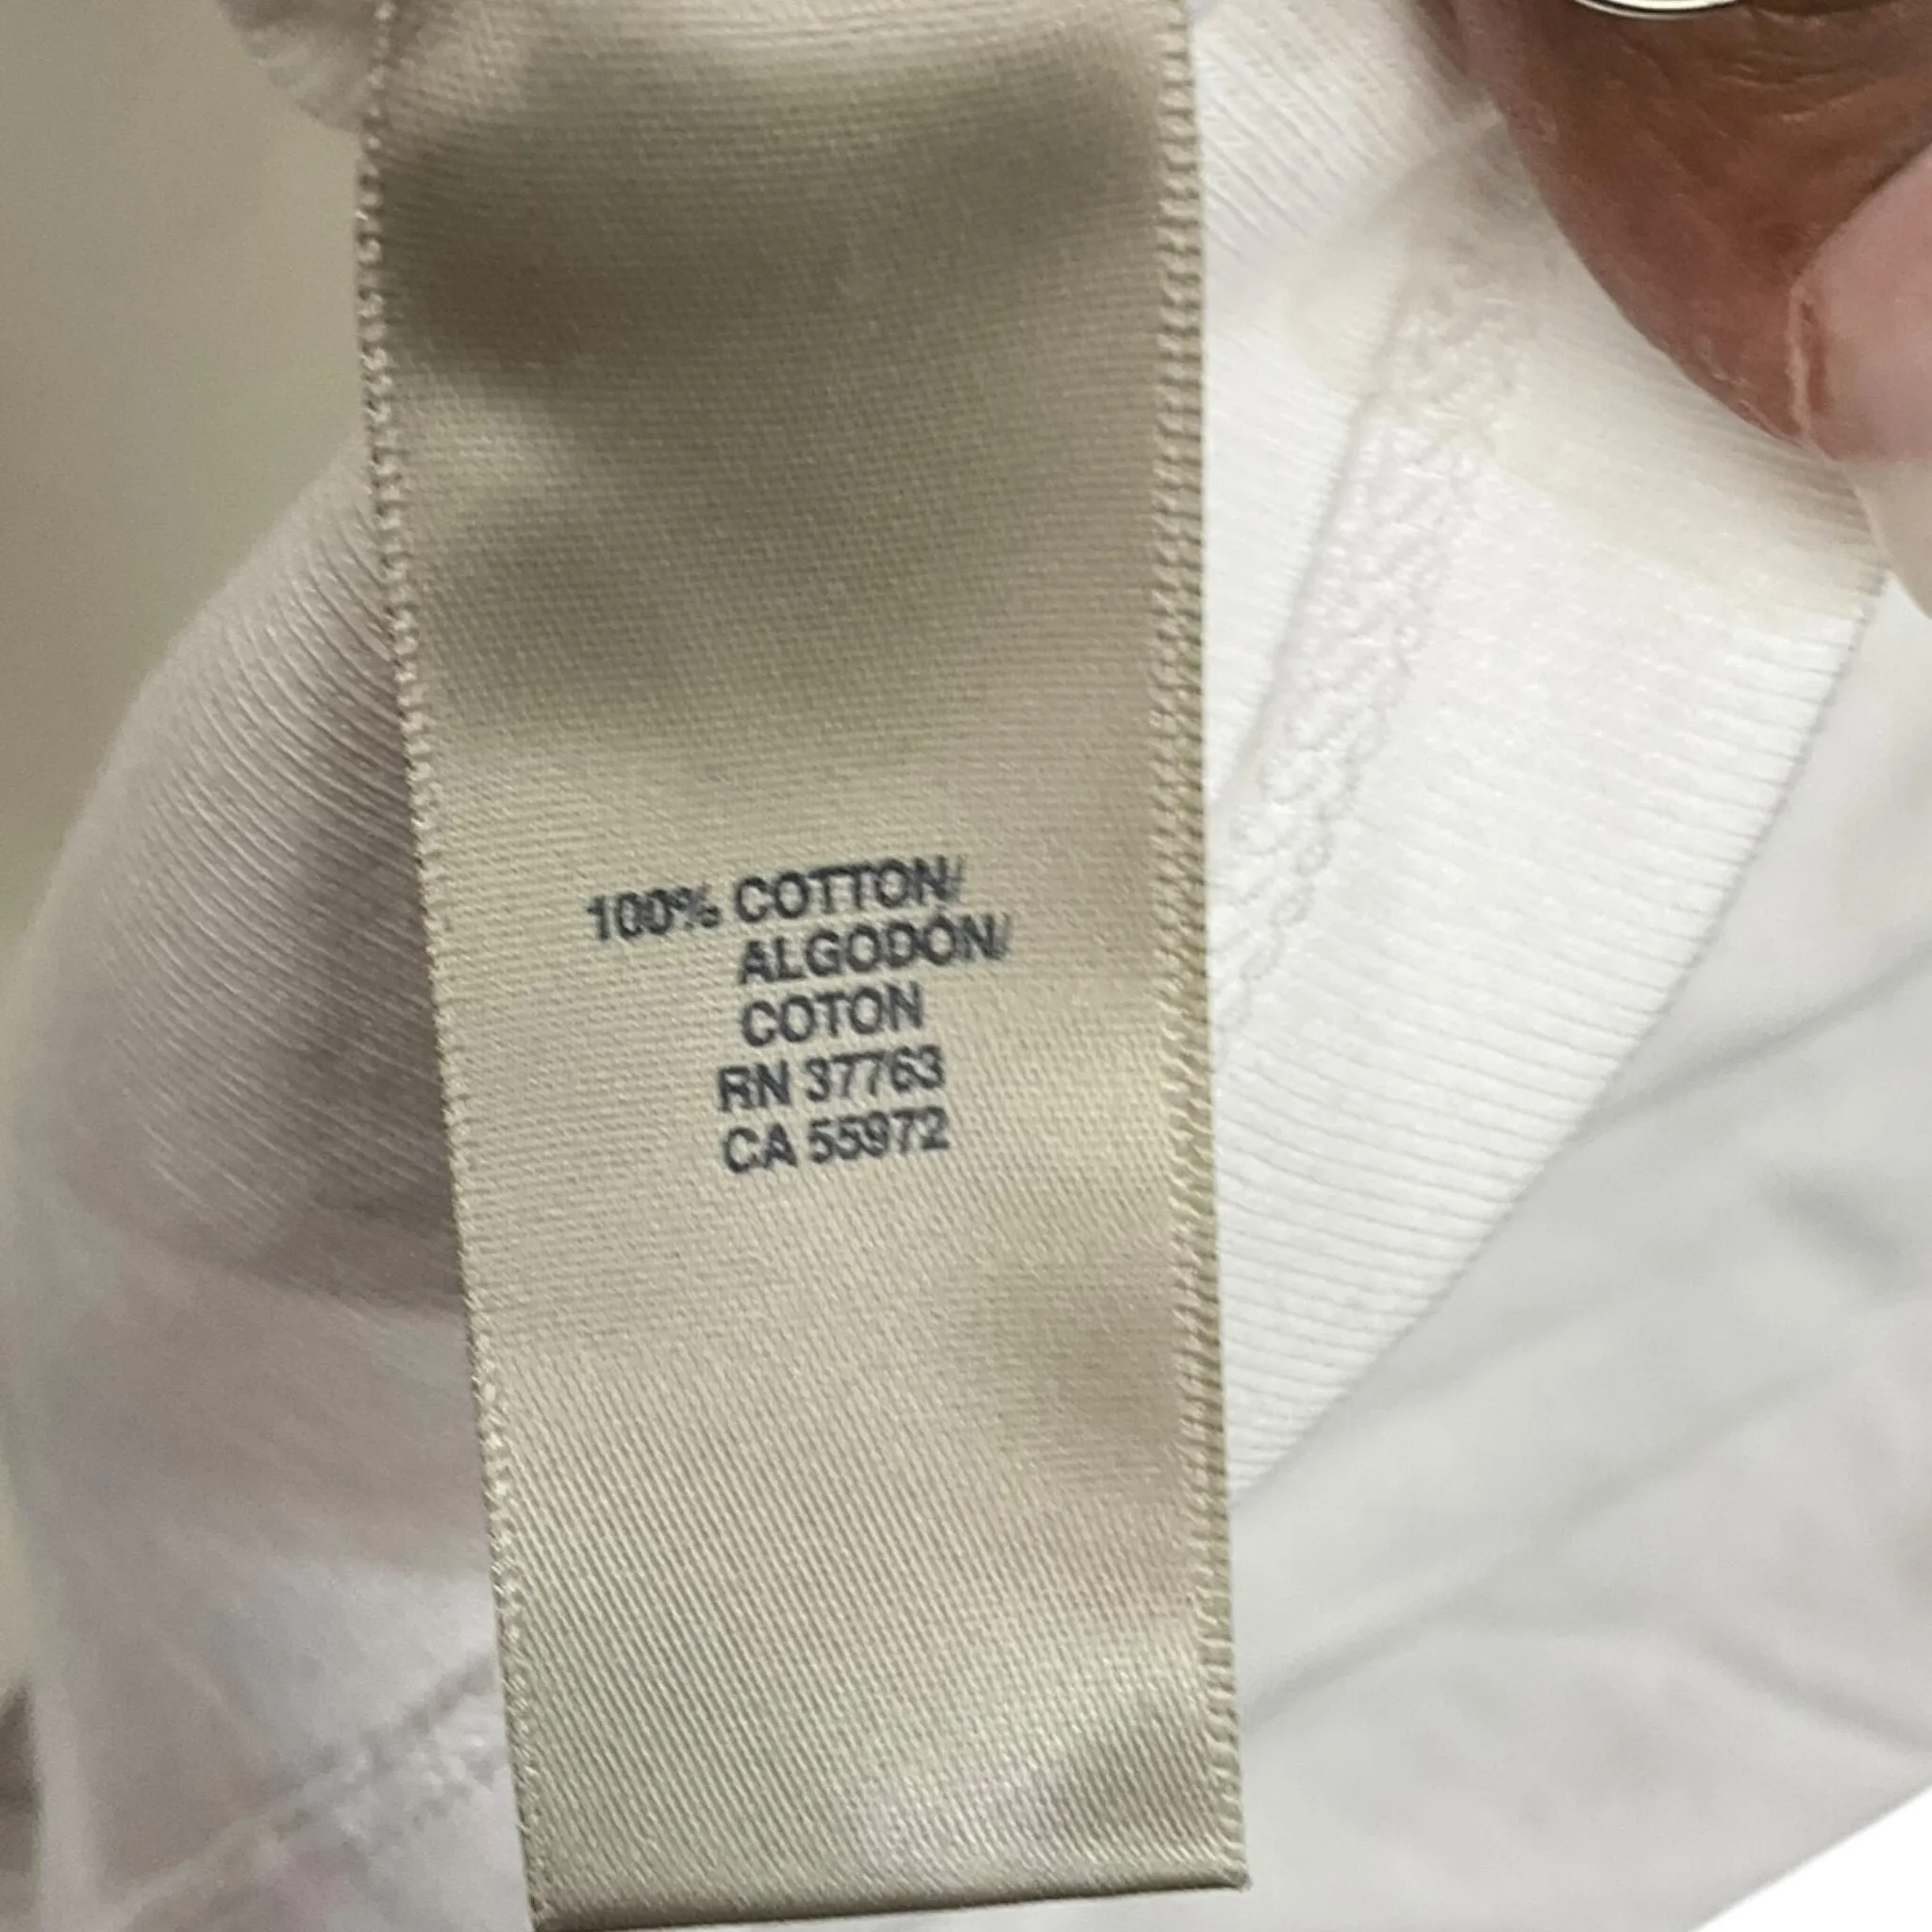 100% COTTON/
ALGODÓN/
COTON
RN 37763
CA 55972